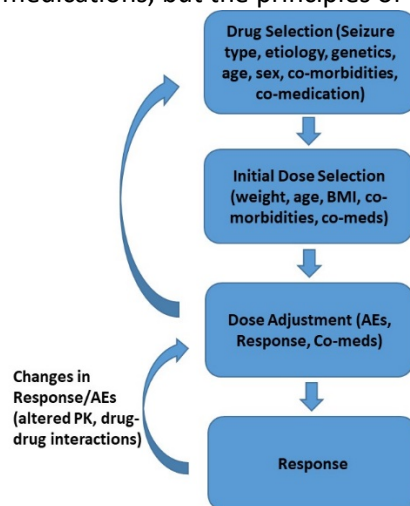 medications, but the principles of
Drug Selection (Seizure
type, etiology, genetics,
age, sex, co-morbidities,
co-medication)
Initial Dose Selection
(weight, age, BMI, co-
morbidities, co-meds)
Dose Adjustment (AEs,
Response, Co-meds)
Changes in
Response/AEs
(altered PK, drug-
drug interactions)
Response